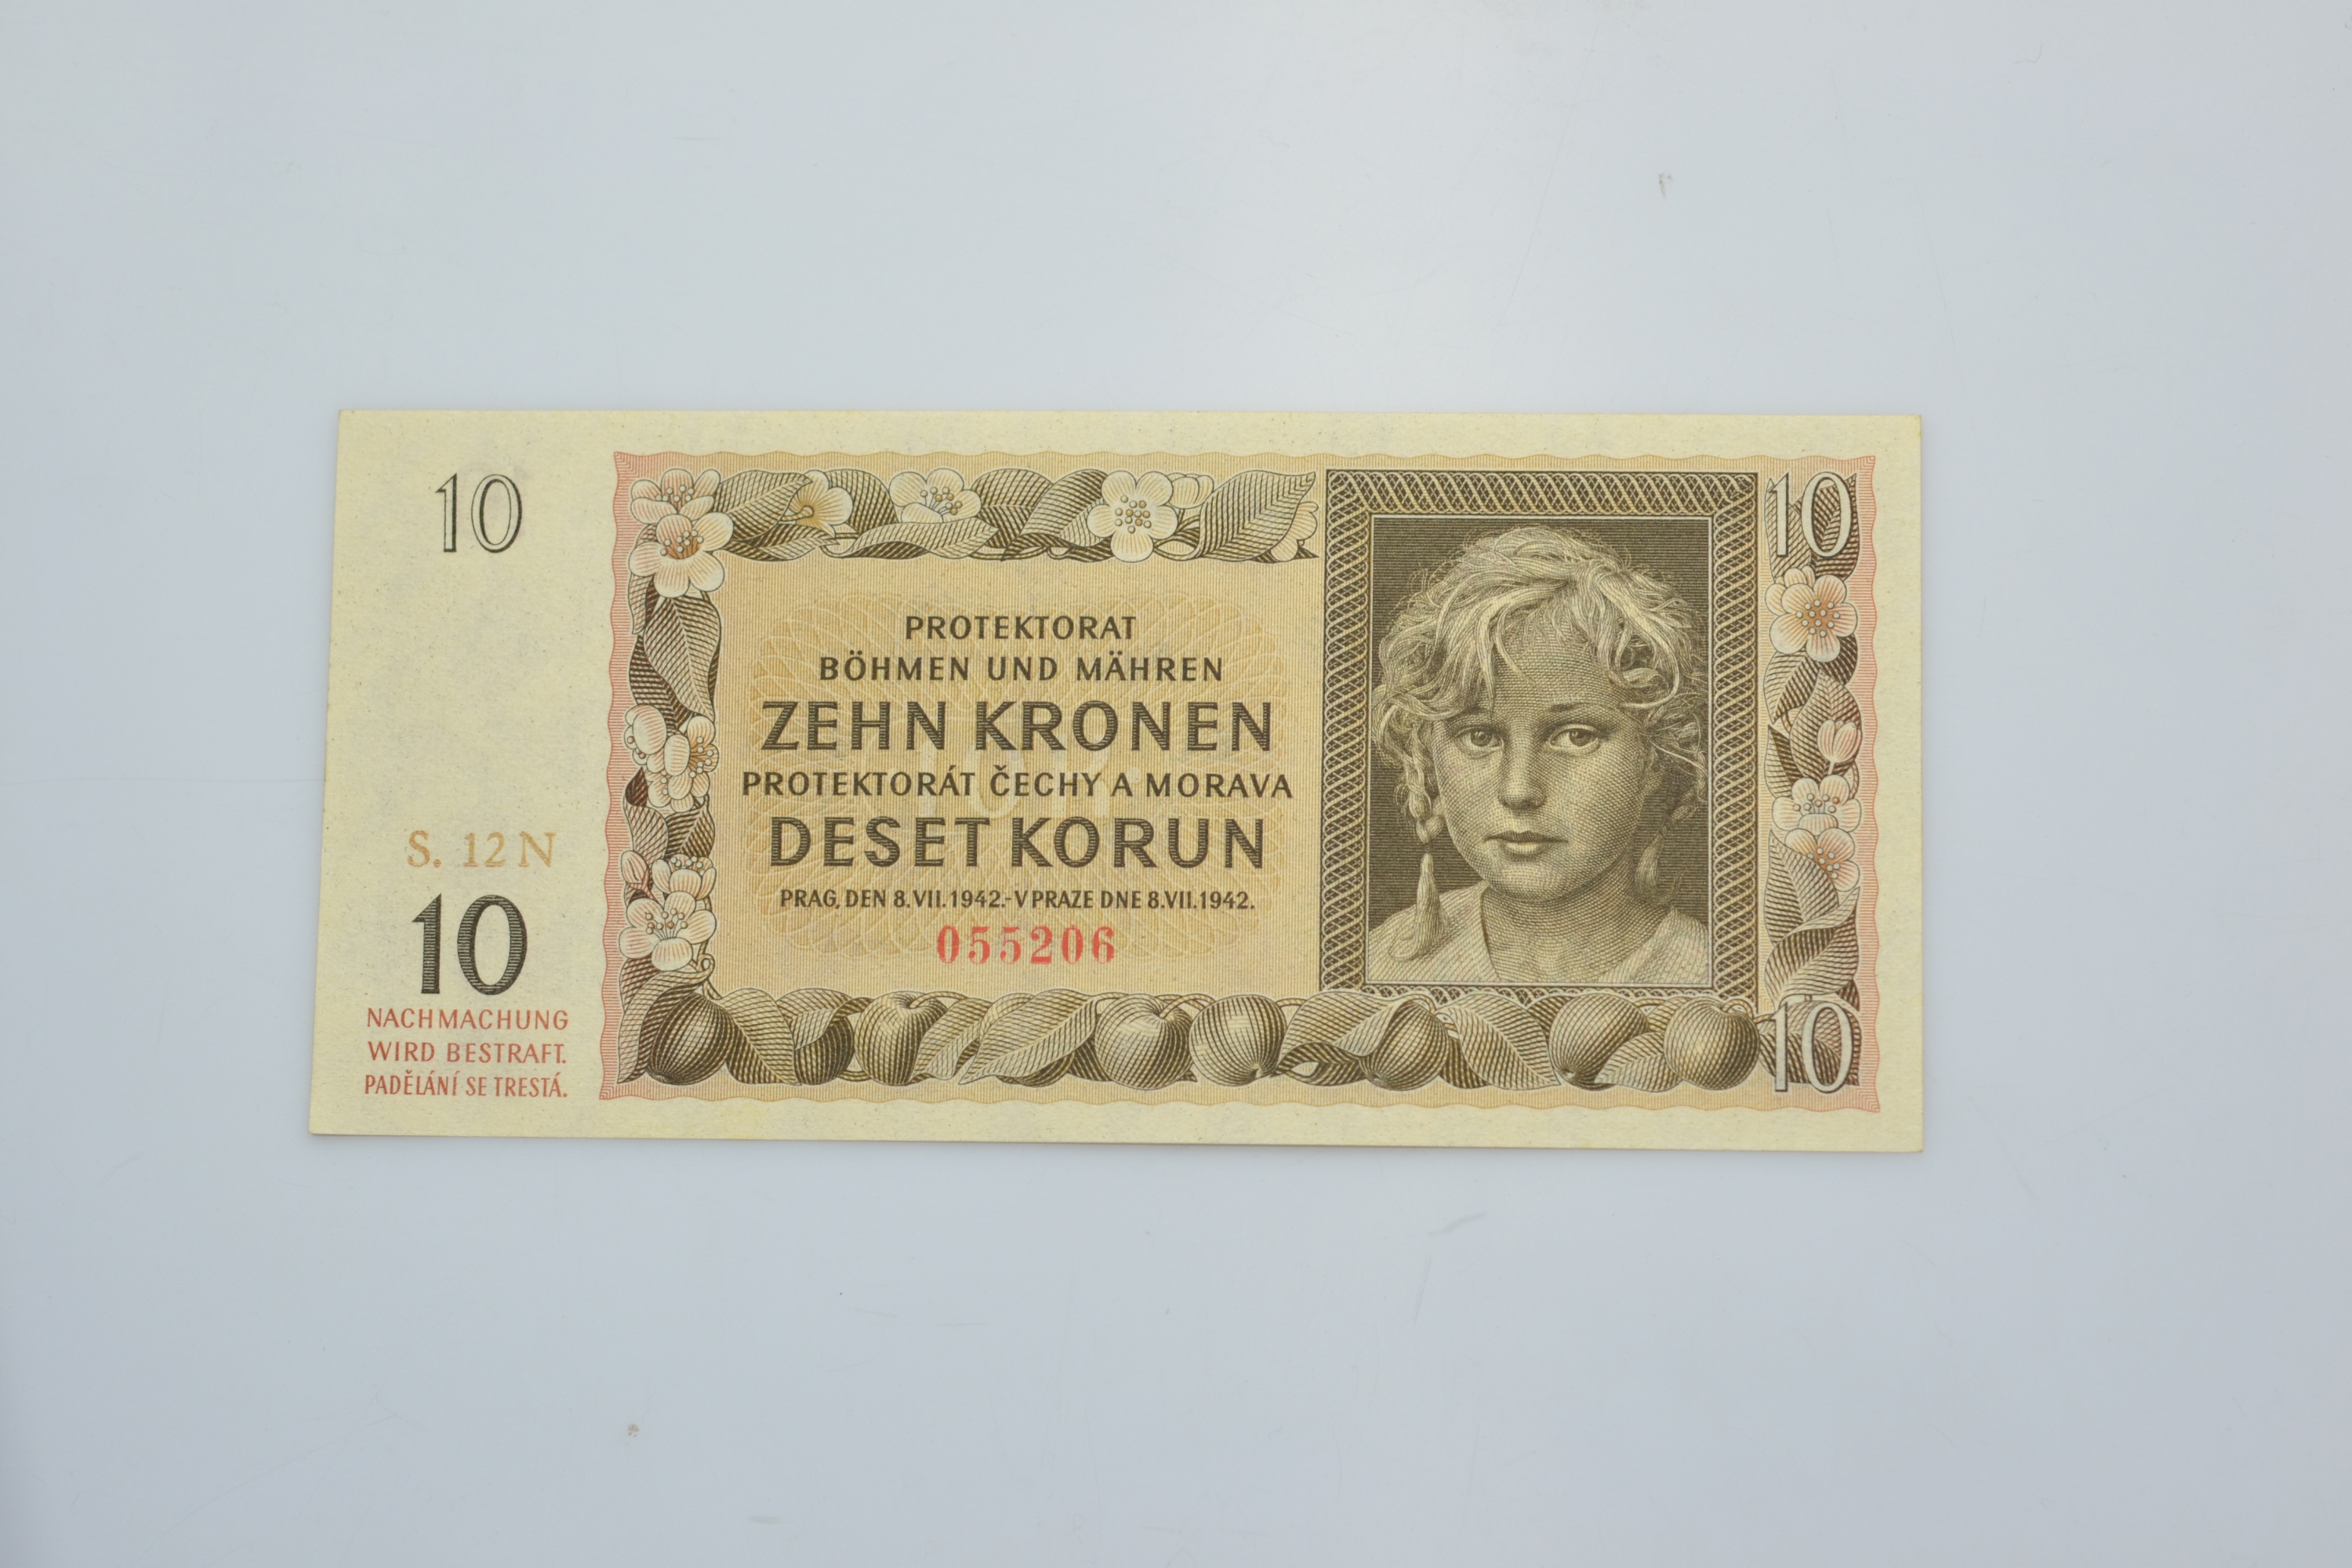 10
S. 12 N
10
NACHMACHUNG
WIRD BESTRAFT.
PADĚLÁNÍ SE TRESTÁ.
PROTEKTORAT
BÖHMEN UND MÄHREN
ZEHN KRONEN
PROTEKTORÁT ČECHY A MORAVA
DESET KORUN
PRAG, DEN 8.VII.1942.-V PRAZE DNE 8.VII.1942.
055206
10
10